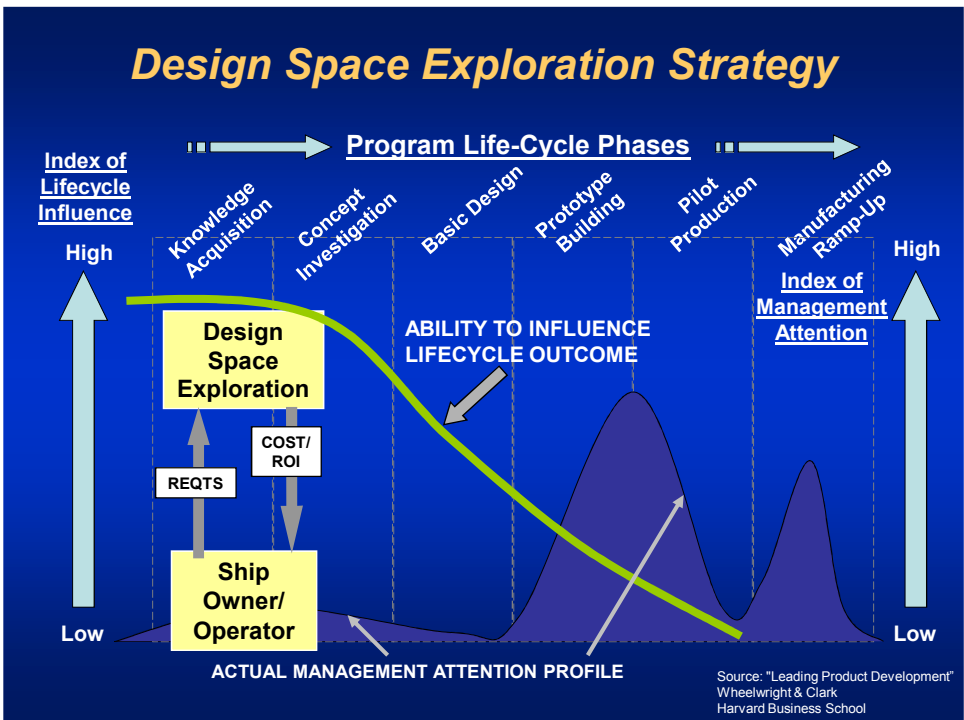 Design Space Exploration Strategy
Program Life-Cycle Phases
Index of
Lifecycle
Influence
High
Low
Knowledge
Acquisition
Concept
Investigation
Basic Design
Prototype
Building
Pilot
Production
Manufacturing
Ramp-Up
High
Index of
Management
Attention
Low
Design
Space
Exploration
ABILITY TO INFLUENCE
LIFECYCLE OUTCOME
COST/
ROI
REQTS
Ship
Owner/
Operator
ACTUAL MANAGEMENT ATTENTION PROFILE
Source: "Leading Product Development"
Wheelwright & Clark
Harvard Business School